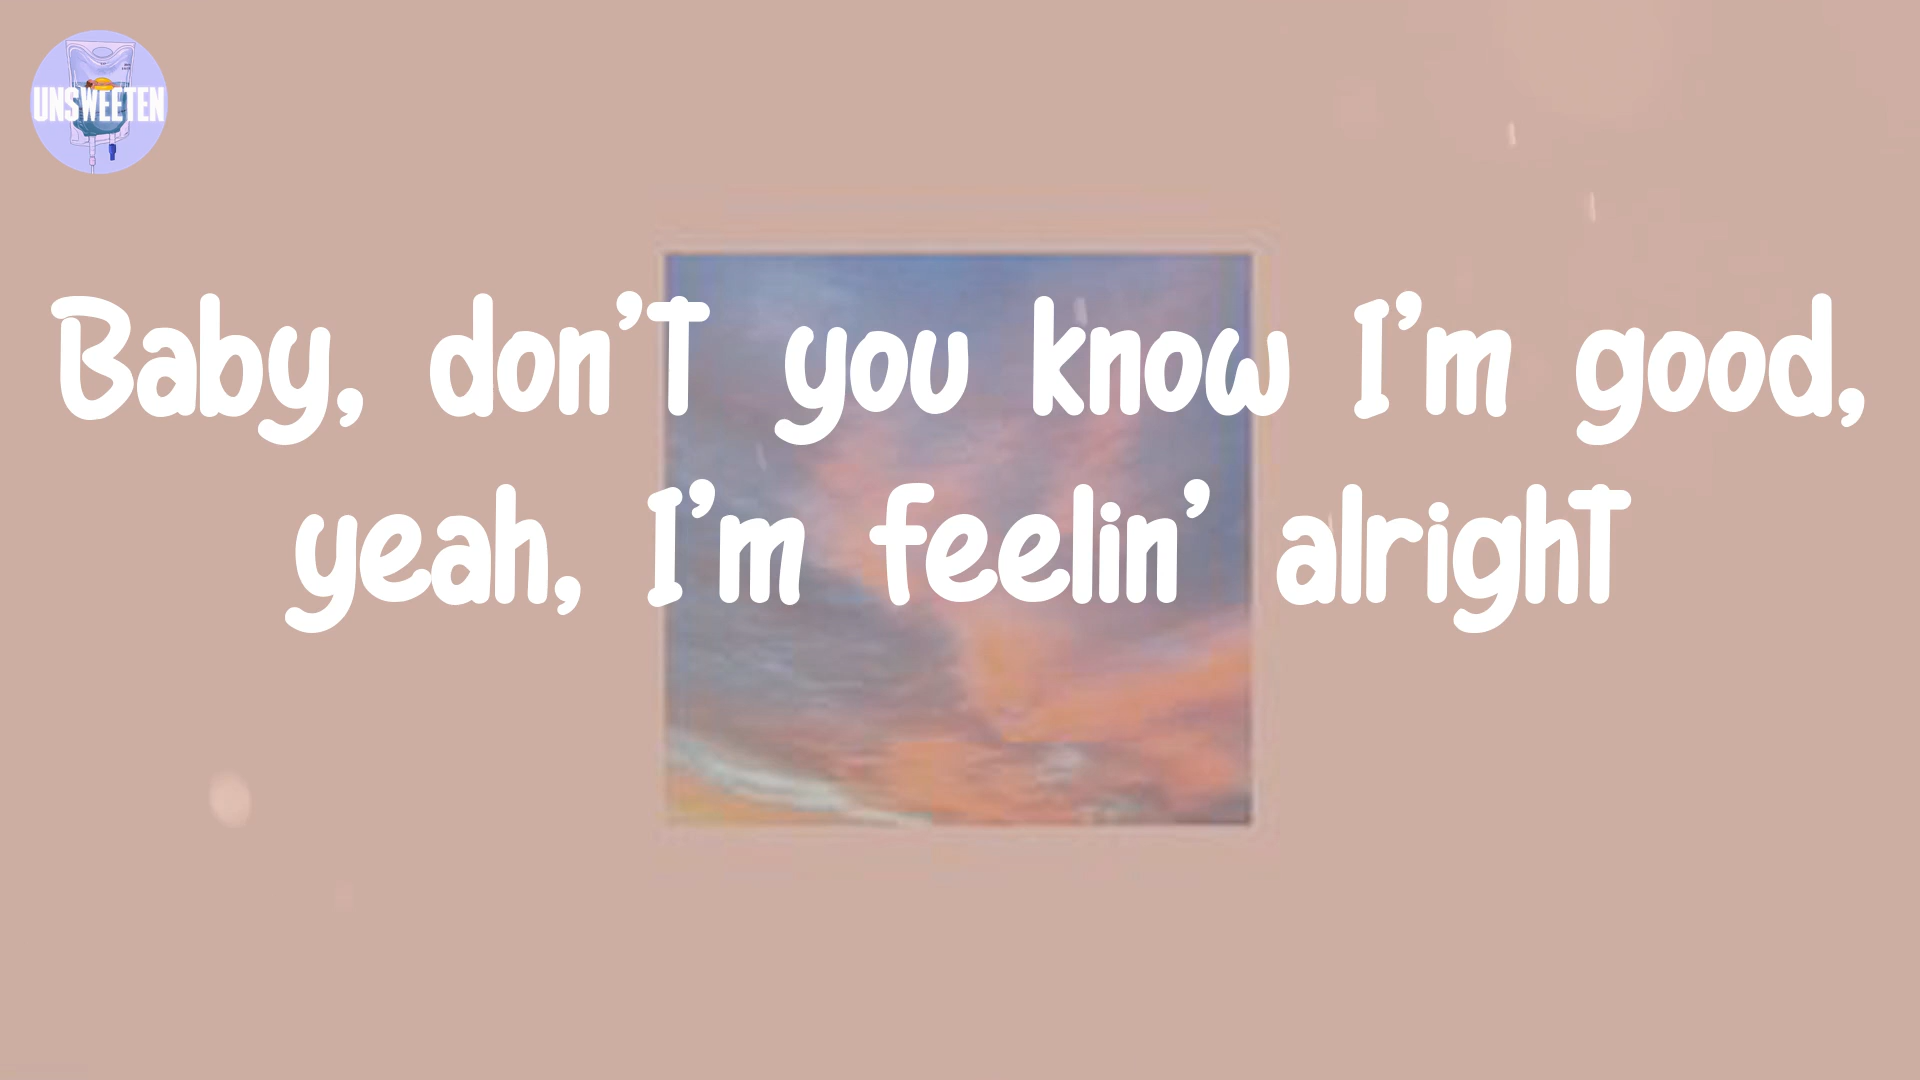 UNSWEETEN
Baby, don't you know I'm good,
yeah, I'm feelin' alright